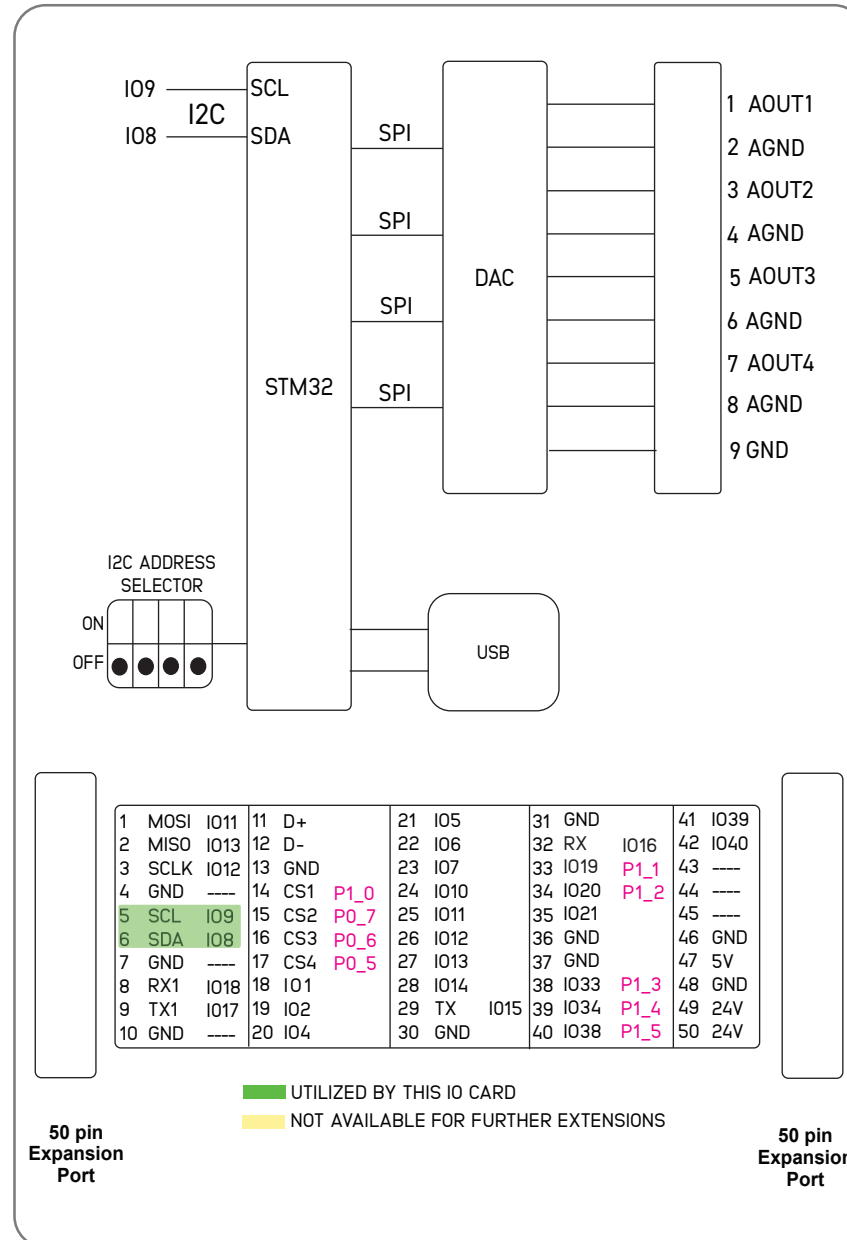 IO9
SCL
I2C
IO8
SDA
SPI
SPI
SPI
SPI
STM32
DAC
1 AOUT1
2 AGND
3 AOUT2
4 AGND
5 AOUT3
6 AGND
7 AOUT4
8 AGND
9 GND
I2C ADDRESS
SELECTOR
ON
OFF
USB
1 MOSI IO11
2 MISO IO13
3 SCLK IO12
4 GND ----
5 SCL IO9
6 SDA IO8
7 GND ----
8 RX1 IO18
9 TX1 IO17
10 GND ----
11 D+
12 D-
13 GND
14 CS1 P1_0
15 CS2 P0_7
16 CS3 P0_6
17 CS4 P0_5
18 IO1
19 IO2
20 IO4
21 IO5
22 IO6
23 IO7
24 IO10
25 IO11
26 IO12
27 IO13
28 IO14
29 TX IO15
30 GND
31 GND
32 RX IO16
33 IO19 P1_1
34 IO20 P1_2
35 IO21
36 GND
37 GND
38 IO33 P1_3
39 IO34 P1_4
40 IO38 P1_5
41 IO39
42 IO40
43 ----
44 ----
45 ----
46 GND
47 5V
48 GND
49 24V
50 24V
UTILIZED BY THIS IO CARD
NOT AVAILABLE FOR FURTHER EXTENSIONS
50 pin
Expansion
Port
50 pin
Expansion
Port